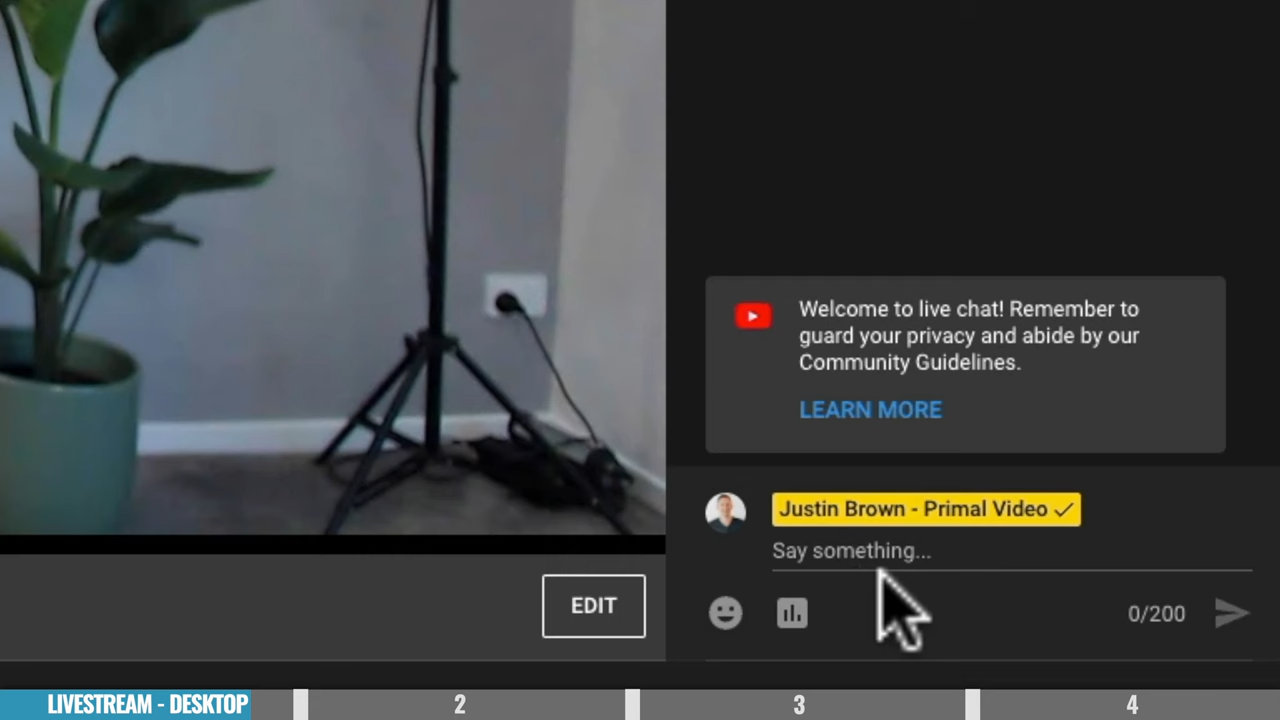 Welcome to live chat! Remember to
guard your privacy and abide by our
Community Guidelines.
LEARN MORE
Justin Brown - Primal Video ✓
Say something...
EDIT
0/200
LIVESTREAM - DESKTOP
2
3
4